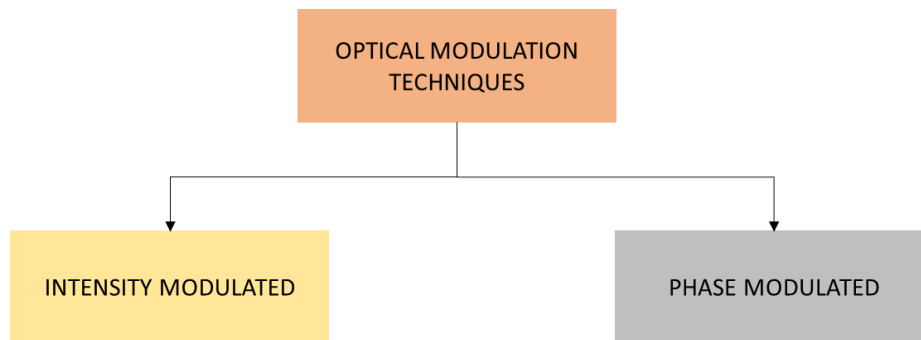 OPTICAL MODULATION
TECHNIQUES
INTENSITY MODULATED
PHASE MODULATED